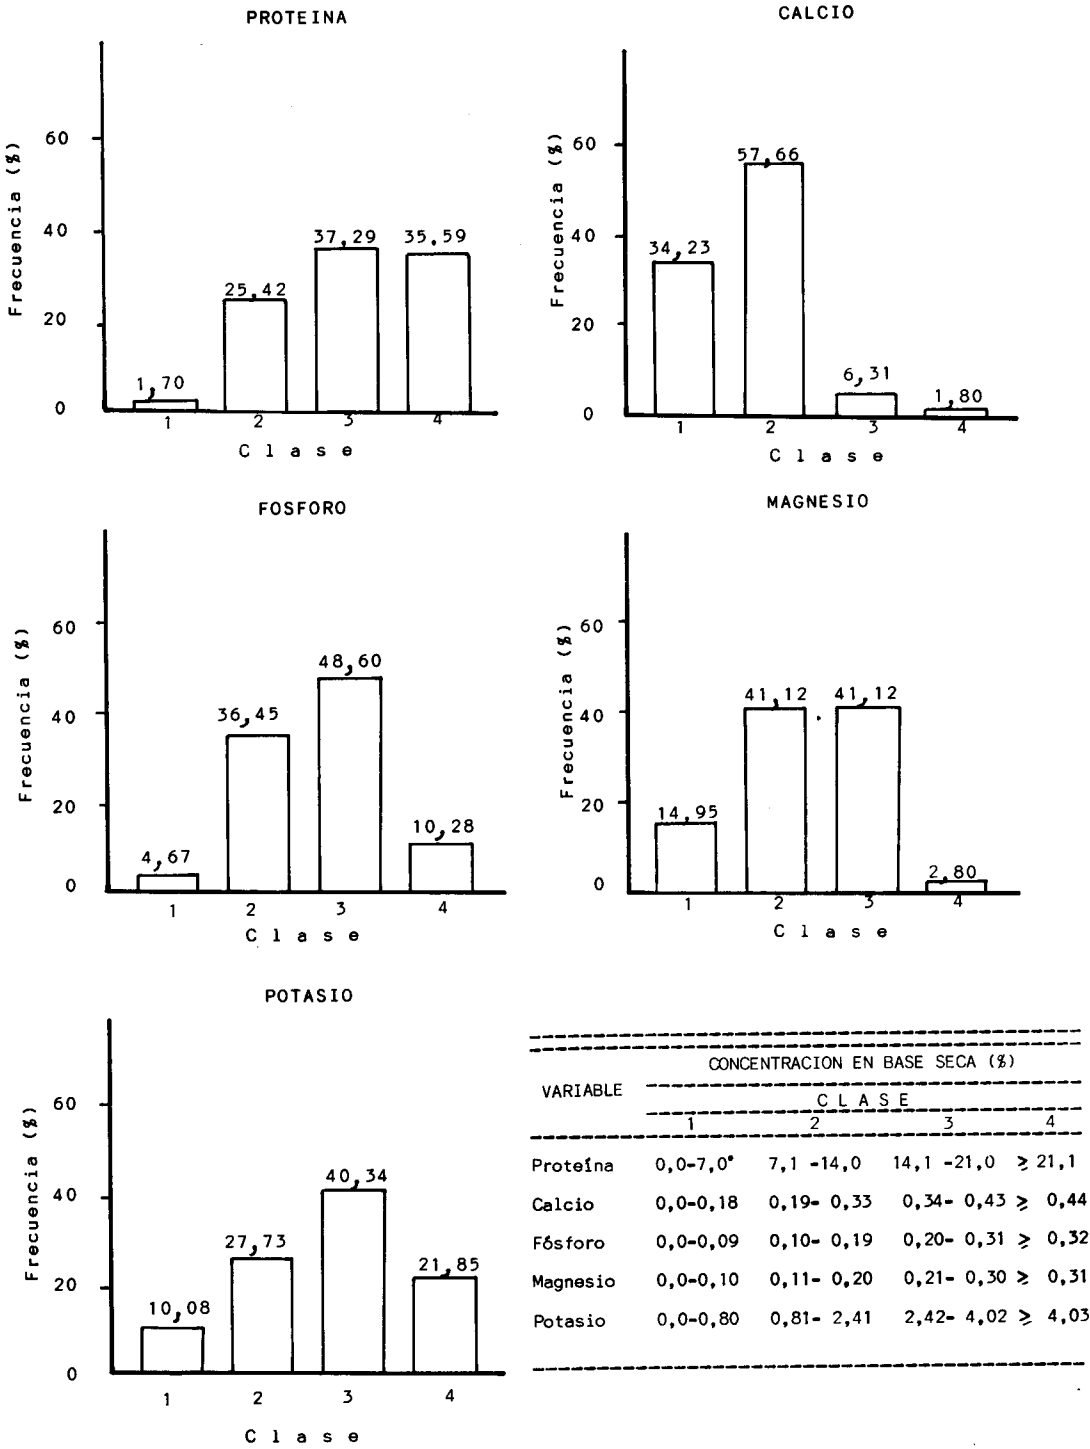 PROTEINA
Frecuencia (%)
60
40
20
0
1,70
25,42
37,29
35.59
1
2
3
4
Clase
CALCIO
Frecuencia (%)
60
40
20
0
34,23
57,66
6,31
1,80
1
2
3
4
Clase
FOSFORO
Frecuencia (%)
60
40
20
0
4,67
36,45
48,60
10,28
1
2
3
4
Clase
MAGNESIO
Frecuencia (%)
60
40
20
0
14,95
41,12
41,12
2,80
1
2
3
4
Clase
POTASIO
Frecuencia (%)
60
40
20
0
10,08
27,73
40,34
21,85
1
2
3
4
Clase
CONCENTRACION EN BASE SECA (%)
VARIABLE
CLASE
1 2 3 4
Proteína 0,0-7,0 7,1 -14,0 14,1 -21,0 ≥ 21,1
Calcio 0,0-0,18 0,19- 0,33 0,34- 0,43 ≥ 0,44
Fósforo 0,0-0,09 0,10- 0,19 0,20- 0,31 ≥ 0,32
Magnesio 0,0-0,10 0,11- 0,20 0,21- 0,30 ≥ 0,31
Potasio 0,0-0,80 0,81- 2,41 2,42- 4,02 ≥ 4,03